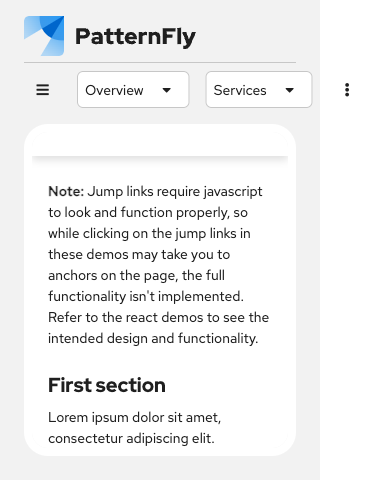 PatternFly
Overview
Services
Note: Jump links require javascript
to look and function properly, so
while clicking on the jump links in
these demos may take you to
anchors on the page, the full
functionality isn't implemented.
Refer to the react demos to see the
intended design and functionality.
First section
Lorem ipsum dolor sit amet,
consectetur adipiscing elit.